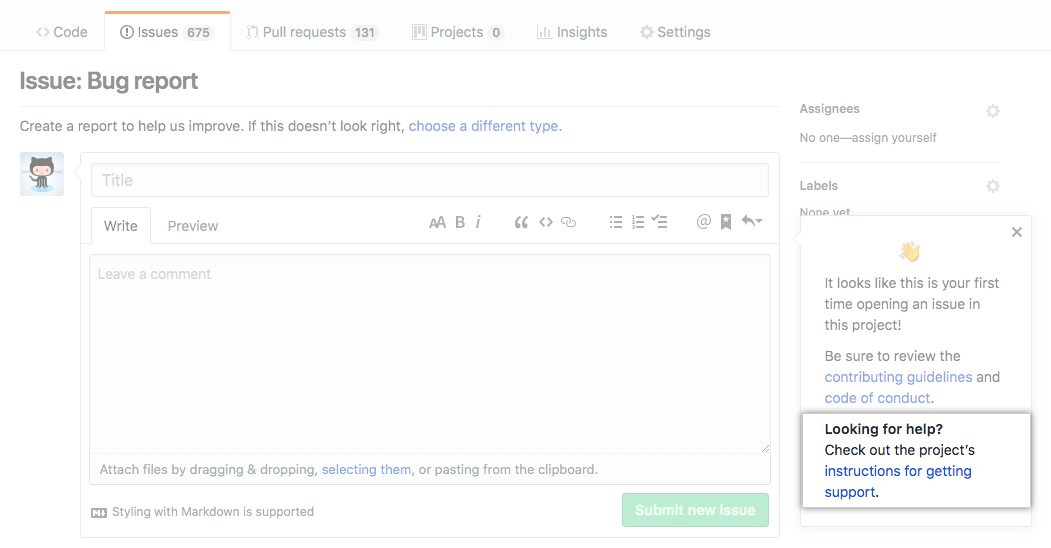 Code Issues 675 Pull requests 131 Projects 0 Insights Settings
Issue: Bug report
Create a report to help us improve. If this doesn’t look right, choose a different type.
Title
Write Preview AA B i
Leave a comment
Attach files by dragging & dropping, selecting them, or pasting from the clipboard.
Styling with Markdown is supported
Submit new issue
Assignees
No one—assign yourself
Labels
None yet
It looks like this is your first
time opening an issue in
this project!
Be sure to review the
contributing guidelines and
code of conduct.
Looking for help?
Check out the project’s
instructions for getting
support.